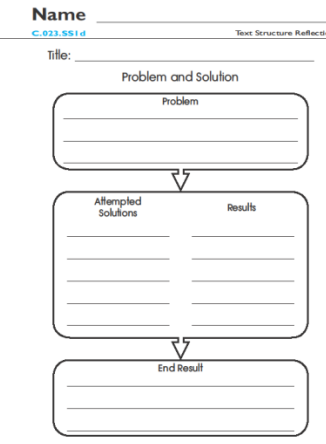 Name
C.023.SS1d Text Structure Reflecti
Title:
Problem and Solution
Problem
Attempted Solutions Results
End Result